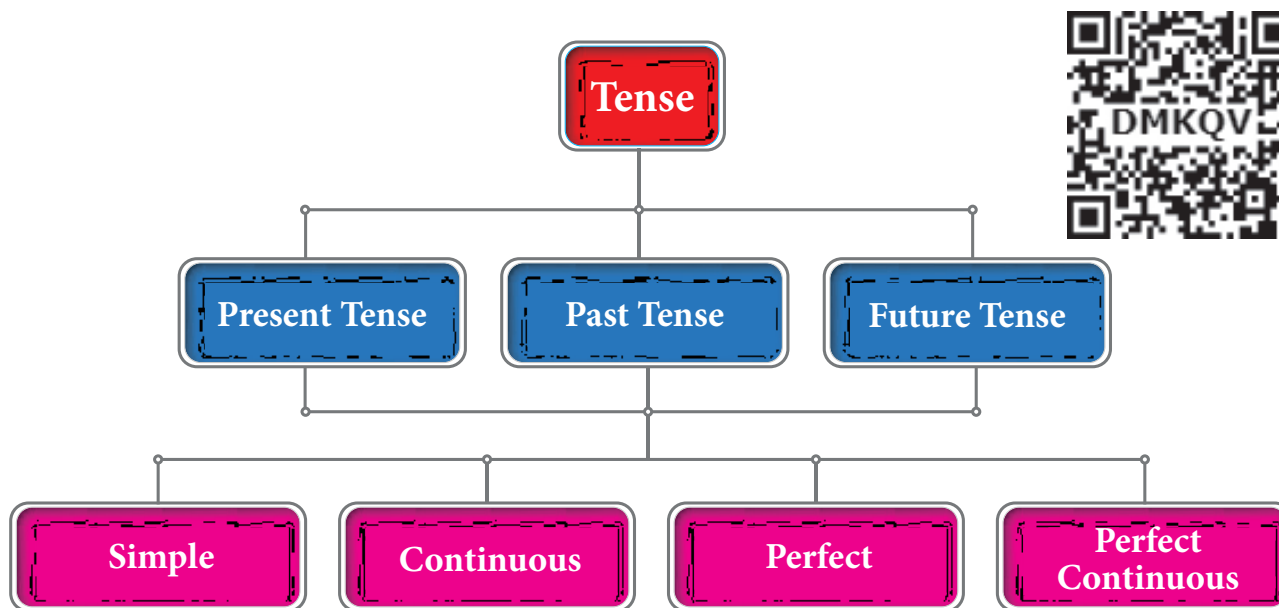 Tense
DMKQV
Present Tense
Past Tense
Future Tense
Simple
Continuous
Perfect
Perfect
Continuous